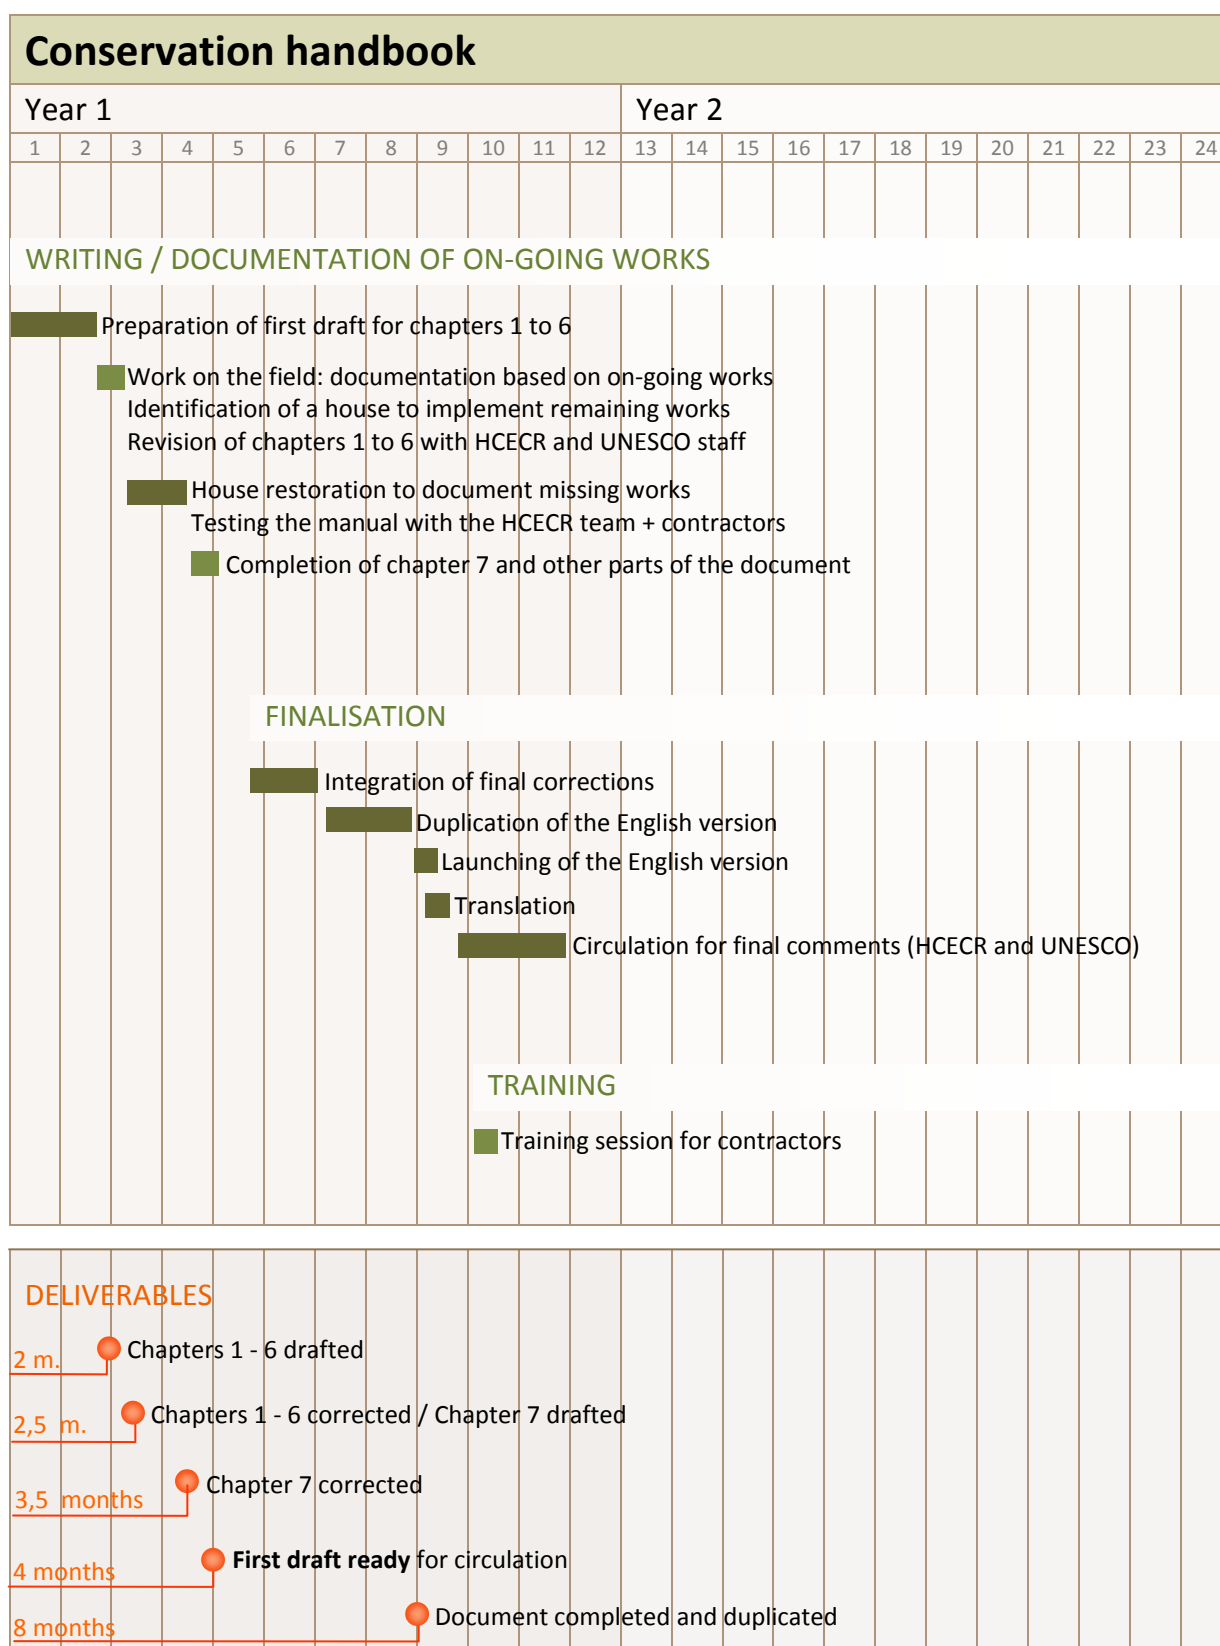 Conservation handbook
Year 1 Year 2
1 2 3 4 5 6 7 8 9 10 11 12 13 14 15 16 17 18 19 20 21 22 23 24
WRITING / DOCUMENTATION OF ON-GOING WORKS
Preparation of first draft for chapters 1 to 6
Work on the field: documentation based on on-going works
Identification of a house to implement remaining works
Revision of chapters 1 to 6 with HCECR and UNESCO staff
House restoration to document missing works
Testing the manual with the HCECR team + contractors
Completion of chapter 7 and other parts of the document
FINALISATION
Integration of final corrections
Duplication of the English version
Launching of the English version
Translation
Circulation for final comments (HCECR and UNESCO)
TRAINING
Training session for contractors
DELIVERABLES
2 m. Chapters 1 - 6 drafted
2,5 m. Chapters 1 - 6 corrected / Chapter 7 drafted
3,5 months Chapter 7 corrected
4 months First draft ready for circulation
8 months Document completed and duplicated